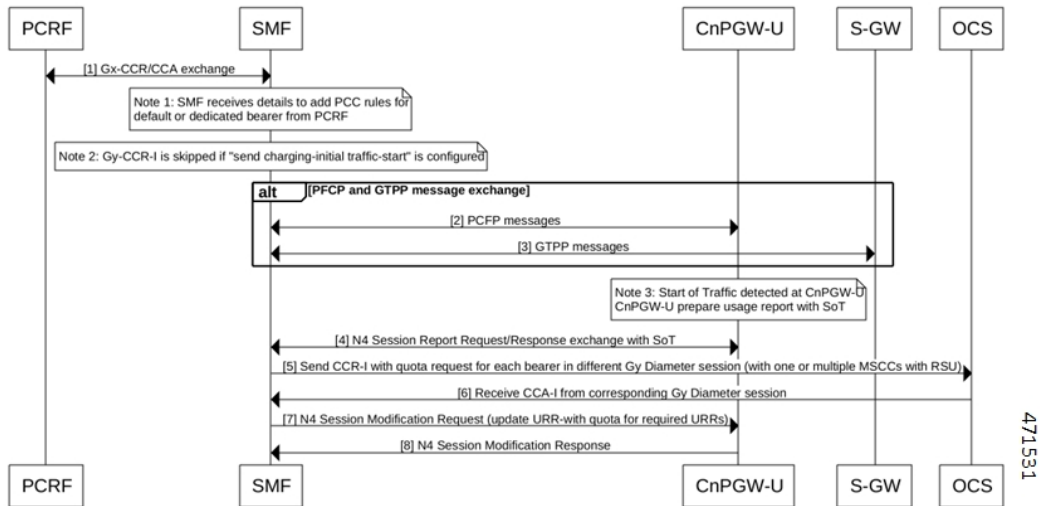 PCRF
SMF
CnPGW-U
S-GW
OCS
[1] Gx-CCR/CCA exchange
Note 1: SMF receives details to add PCC rules for
default or dedicated bearer from PCRF
Note 2: Gy-CCR-I is skipped if "send charging-initial traffic-start" is configured
alt
[PFCP and GTPP message exchange]
[2] PCFP messages
[3] GTPP messages
Note 3: Start of Traffic detected at CnPGW-U
CnPGW-U prepare usage report with SoT
[4] N4 Session Report Request/Response exchange with SoT
[5] Send CCR-I with quota request for each bearer in different Gy Diameter session (with one or multiple MSCCs with RSU)
[6] Receive CCA-I from corresponding Gy Diameter session
[7] N4 Session Modification Request (update URR-with quota for required URRs)
[8] N4 Session Modification Response
PCRF
SMF
CnPGW-U
S-GW
OCS
471531